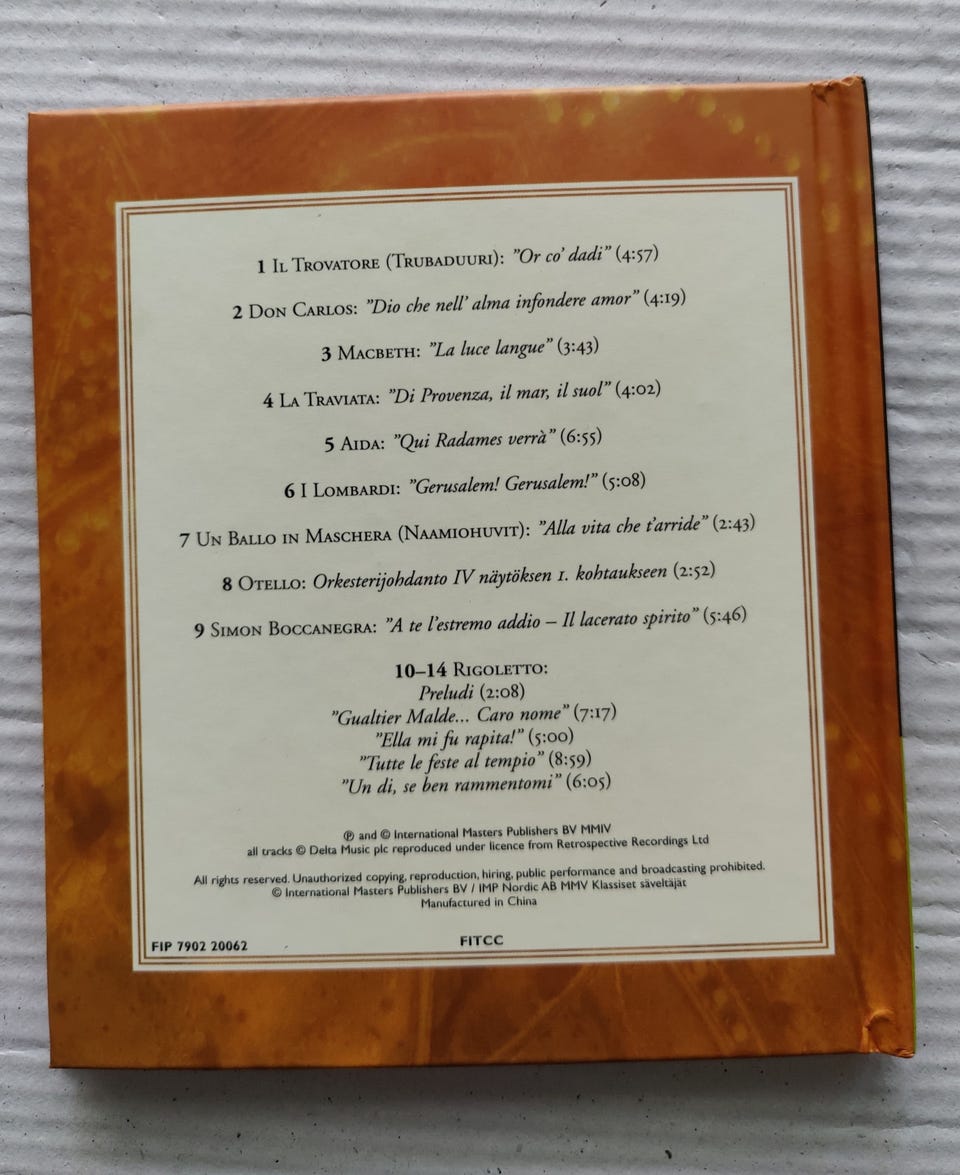 1 Il Trovatore (Trubaduuri): ”Or co’ dadi” (4:57)
2 Don Carlos: ”Dio che nell’ alma infondere amor” (4:19)
3 Macbeth: ”La luce langue” (3:43)
4 La Traviata: ”Di Provenza, il mar, il suol” (4:02)
5 Aida: ”Qui Radames verrà” (6:55)
6 I Lombardi: ”Gerusalem! Gerusalem!” (5:08)
7 Un Ballo in Maschera (Naamiohuvit): ”Alla vita che t’arride” (2:43)
8 Otello: Orkesterijohdanto IV näytöksen 1. kohtaukseen (2:52)
9 Simon Boccanegra: ”A te l’estremo addio – Il lacerato spirito” (5:46)
10–14 Rigoletto:
Preludi (2:08)
”Gualtier Malde... Caro nome” (7:17)
”Ella mi fu rapita!” (5:00)
”Tutte le feste al tempio” (8:59)
”Un di, se ben rammentomi” (6:05)
℗ and © International Masters Publishers BV MMIV
all tracks © Delta Music plc reproduced under licence from Retrospective Recordings Ltd
All rights reserved. Unauthorized copying, reproduction, hiring, public performance and broadcasting prohibited.
© International Masters Publishers BV / IMP Nordic AB MMV Klassiset säveltäjät
Manufactured in China
FIP 7902 20062
FITCC